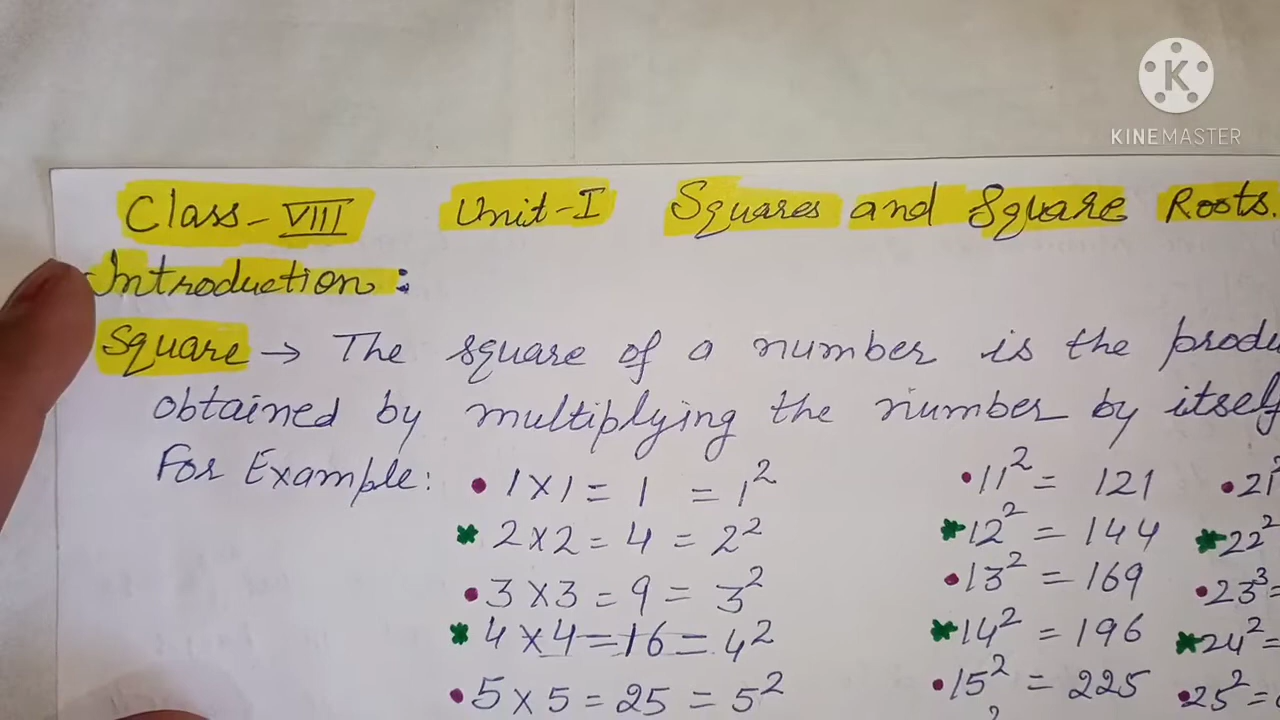 K
KINEMASTER
Class-VIII Unit-I Squares and Square Roots.
Introduction:
Square → The square of a number is the produ
obtained by multiplying the number by itself
For Example: • 1×1 = 1 = 1² • 11² = 121 • 21²
* 2×2 = 4 = 2² * 12² = 144 * 22²
• 3×3 = 9 = 3² • 13² = 169 • 23³ =
* 4×4 = 16 = 4² * 14² = 196 * 24² =
• 5×5 = 25 = 5² • 15² = 225 • 25² =